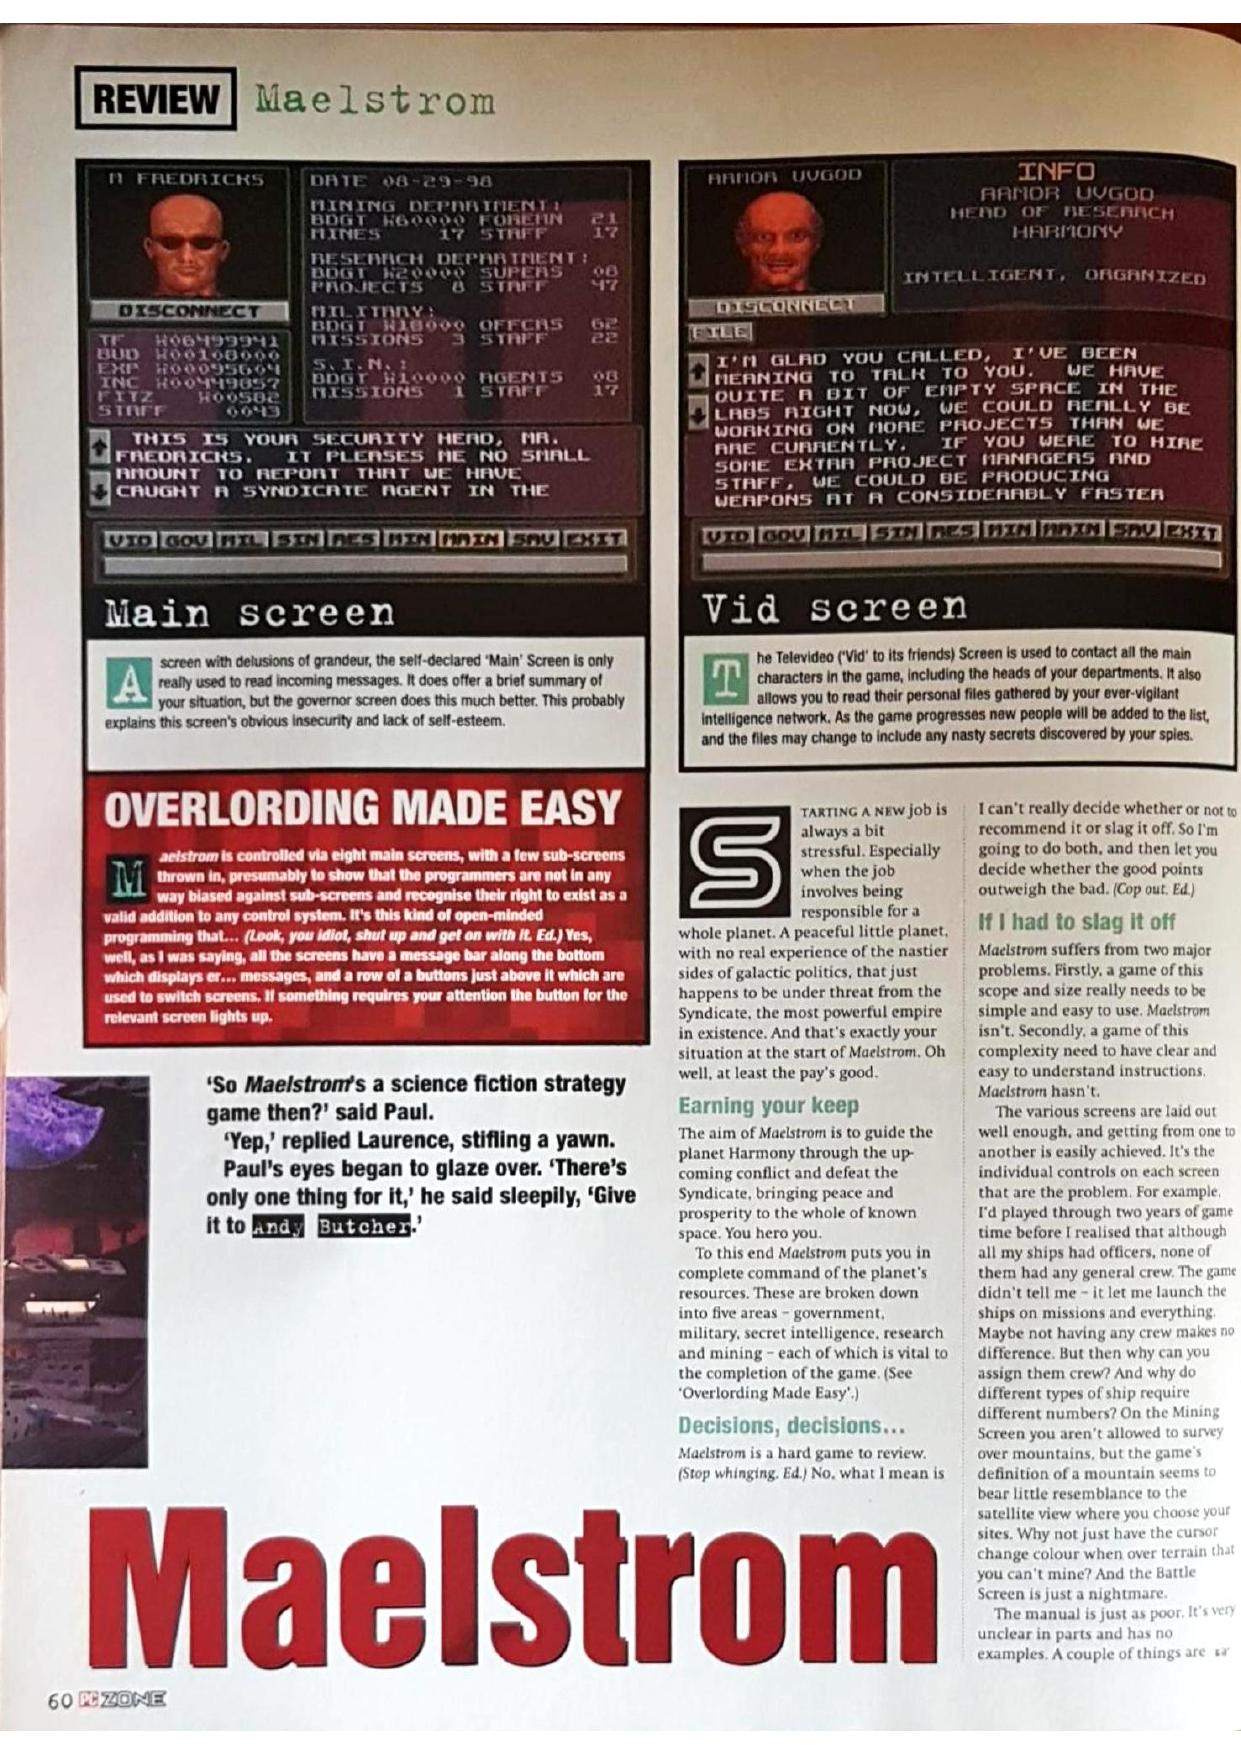 REVIEW Maelstrom
M FREDRICKS
DISCONNECT
TF W06499941
BUD W00108000
EXP W00095604
INC W00449857
FITZ W00582
STAFF 0043
DATE 08-29-98
MINING DEPARTMENT:
BDGT W60000 FOREMN 21
MINES 17 STAFF 17
RESEARCH DEPARTMENT:
BDGT W20000 SUPERS 08
PROJECTS 8 STAFF 47
MILITARY:
BDGT W18000 OFFCRS 62
MISSIONS 3 STAFF 22
S.I.N.:
BDGT W10000 AGENTS 08
MISSIONS 1 STAFF 17
THIS IS YOUR SECURITY HEAD, MR.
FREDRICKS. IT PLEASES ME NO SMALL
AMOUNT TO REPORT THAT WE HAVE
CAUGHT A SYNDICATE AGENT IN THE
VID GOV MIL SIN RES MIN MAIN SAV EXIT
Main screen
A screen with delusions of grandeur, the self-declared 'Main' Screen is only
really used to read incoming messages. It does offer a brief summary of
your situation, but the governor screen does this much better. This probably
explains this screen's obvious insecurity and lack of self-esteem.
ARMOR UVGOD
DISCONNECT
FILE
INFO
ARMOR UVGOD
HEAD OF RESEARCH
HARMONY
INTELLIGENT, ORGANIZED
I'M GLAD YOU CALLED, I'VE BEEN
MEANING TO TALK TO YOU. WE HAVE
QUITE A BIT OF EMPTY SPACE IN THE
LABS RIGHT NOW, WE COULD REALLY BE
WORKING ON MORE PROJECTS THAN WE
ARE CURRENTLY. IF YOU WERE TO HIRE
SOME EXTRA PROJECT MANAGERS AND
STAFF, WE COULD BE PRODUCING
WEAPONS AT A CONSIDERABLY FASTER
VID GOV MIL SIN RES MIN MAIN SAV EXIT
Vid screen
The Televideo ('Vid' to its friends) Screen is used to contact all the main
characters in the game, including the heads of your departments. It also
allows you to read their personal files gathered by your ever-vigilant
intelligence network. As the game progresses new people will be added to the list,
and the files may change to include any nasty secrets discovered by your spies.
OVERLORDING MADE EASY
Maelstrom is controlled via eight main screens, with a few sub-screens
thrown in, presumably to show that the programmers are not in any
way biased against sub-screens and recognise their right to exist as a
valid addition to any control system. It's this kind of open-minded
programming that... (Look, you idiot, shut up and get on with it. Ed.) Yes,
well, as I was saying, all the screens have a message bar along the bottom
which displays er... messages, and a row of a buttons just above it which are
used to switch screens. If something requires your attention the button for the
relevant screen lights up.
'So Maelstrom's a science fiction strategy
game then?' said Paul.
'Yep,' replied Laurence, stifling a yawn.
Paul's eyes began to glaze over. 'There's
only one thing for it,' he said sleepily, 'Give
it to Andy Butcher.'
STARTING A NEW job is
always a bit
stressful. Especially
when the job
involves being
responsible for a
whole planet. A peaceful little planet,
with no real experience of the nastier
sides of galactic politics, that just
happens to be under threat from the
Syndicate, the most powerful empire
in existence. And that's exactly your
situation at the start of Maelstrom. Oh
well, at least the pay's good.
Earning your keep
The aim of Maelstrom is to guide the
planet Harmony through the up-
coming conflict and defeat the
Syndicate, bringing peace and
prosperity to the whole of known
space. You hero you.
To this end Maelstrom puts you in
complete command of the planet's
resources. These are broken down
into five areas – government,
military, secret intelligence, research
and mining – each of which is vital to
the completion of the game. (See
'Overlording Made Easy'.)
Decisions, decisions...
Maelstrom is a hard game to review.
(Stop whinging. Ed.) No, what I mean is
I can't really decide whether or not to
recommend it or slag it off. So I'm
going to do both, and then let you
decide whether the good points
outweigh the bad. (Cop out. Ed.)
If I had to slag it off
Maelstrom suffers from two major
problems. Firstly, a game of this
scope and size really needs to be
simple and easy to use. Maelstrom
isn't. Secondly, a game of this
complexity need to have clear and
easy to understand instructions.
Maelstrom hasn't.
The various screens are laid out
well enough, and getting from one to
another is easily achieved. It's the
individual controls on each screen
that are the problem. For example,
I'd played through two years of game
time before I realised that although
all my ships had officers, none of
them had any general crew. The game
didn't tell me – it let me launch the
ships on missions and everything.
Maybe not having any crew makes no
difference. But then why can you
assign them crew? And why do
different types of ship require
different numbers? On the Mining
Screen you aren't allowed to survey
over mountains, but the game's
definition of a mountain seems to
bear little resemblance to the
satellite view where you choose your
sites. Why not just have the cursor
change colour when over terrain that
you can't mine? And the Battle
Screen is just a nightmare.
The manual is just as poor. It's very
unclear in parts and has no
examples. A couple of things are
Maelstrom
60 PC ZONE